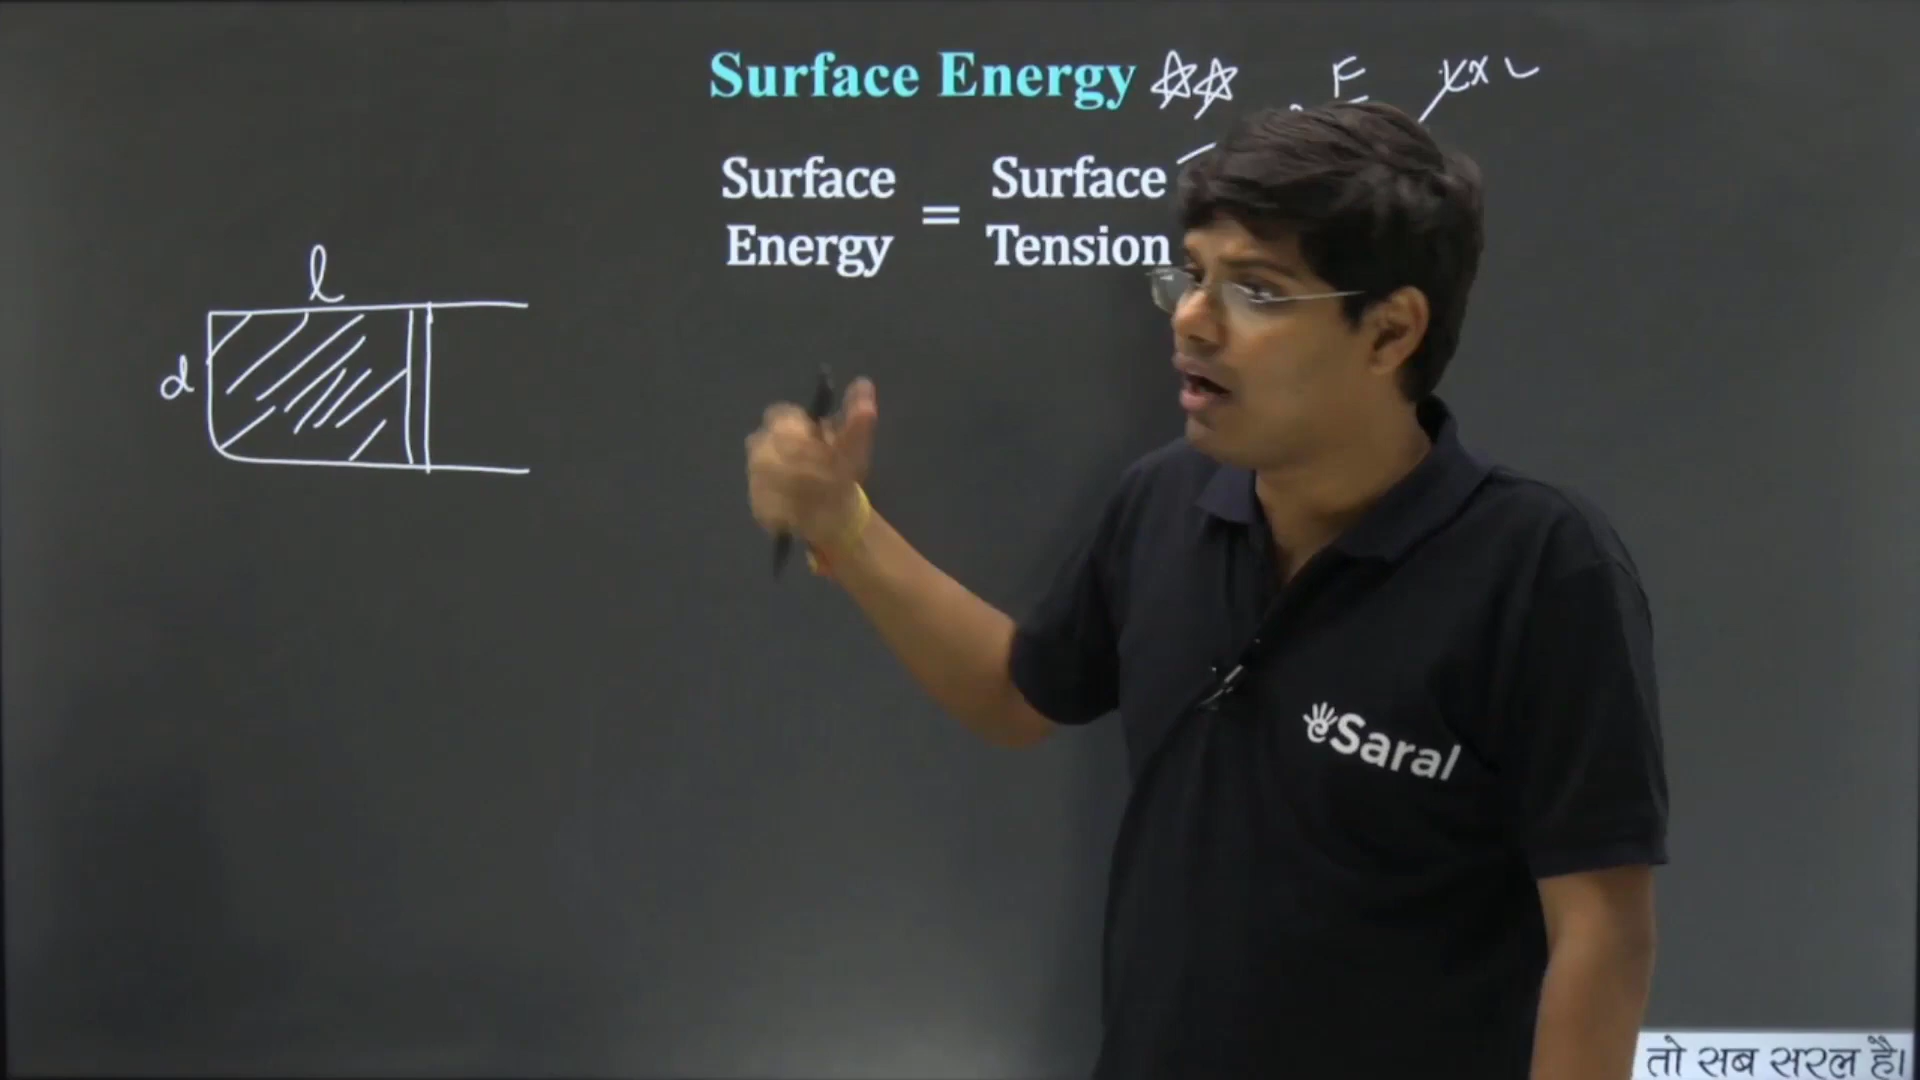 Surface Energy
F
Surface Energy = Surface Tension
l
d
eSaral
तो सब सरल है।